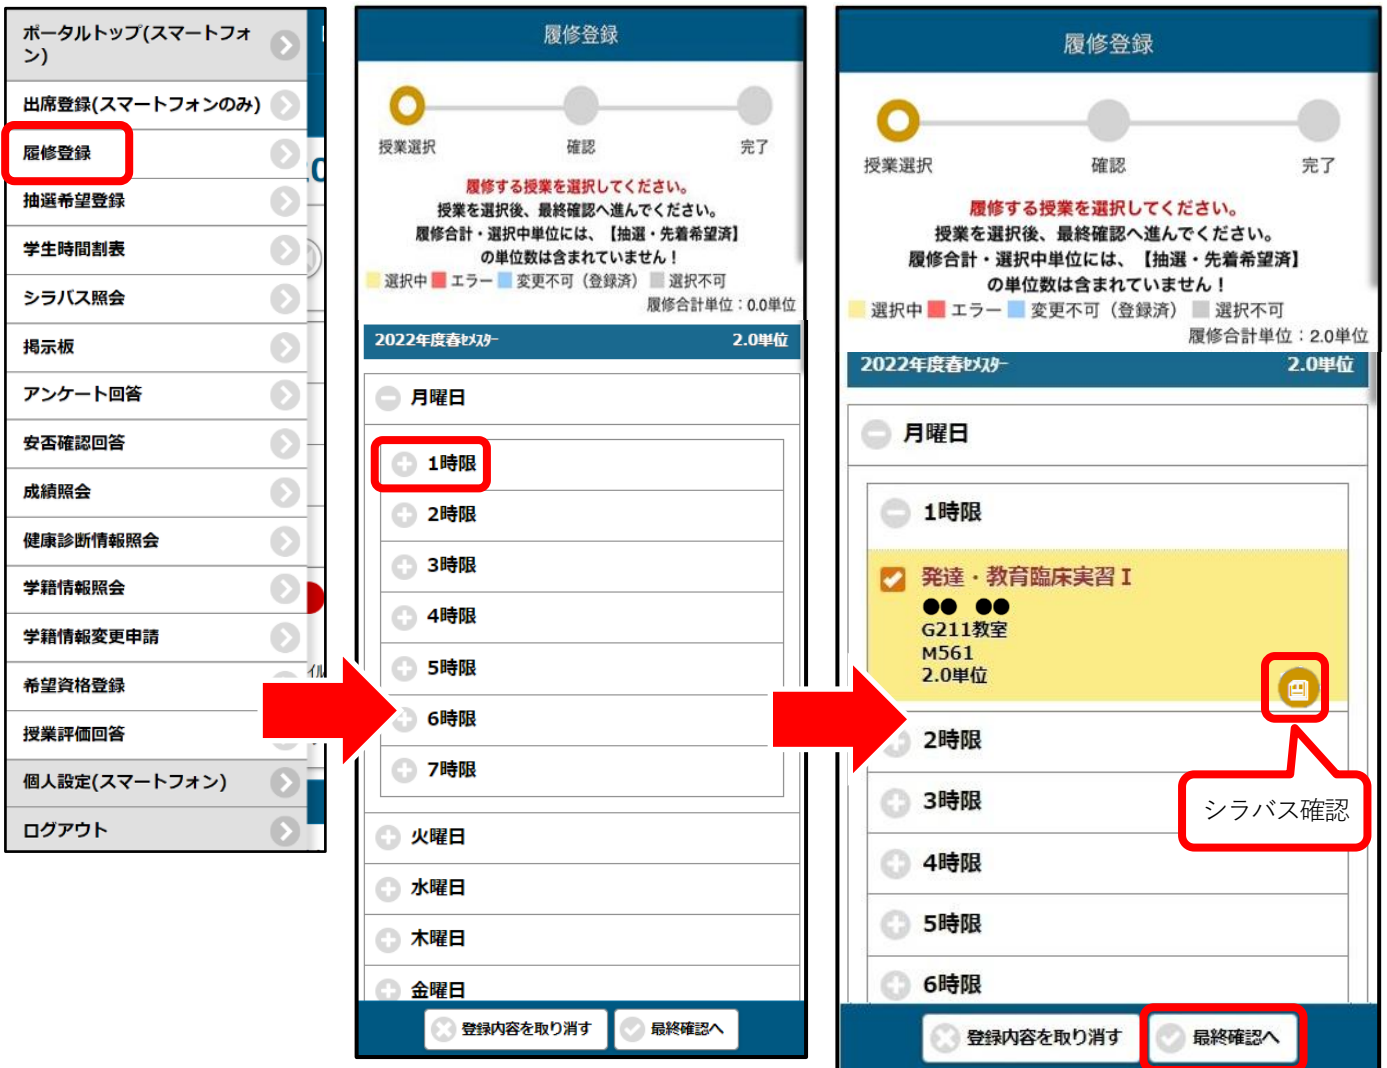 ポータルトップ(スマートフォ
ン)
出席登録(スマートフォンのみ)
履修登録
抽選希望登録
学生時間割表
シラバス照会
掲示板
アンケート回答
安否確認回答
成績照会
健康診断情報照会
学籍情報照会
学籍情報変更申請
希望資格登録
授業評価回答
個人設定(スマートフォン)
ログアウト
履修登録
授業選択
確認
完了
履修する授業を選択してください。
授業を選択後、最終確認へ進んでください。
履修合計・選択中単位には、【抽選・先着希望済】
の単位数は含まれていません！
選択中 エラー 変更不可（登録済） 選択不可
履修合計単位：0.0単位
2022年度春ｾﾒｽﾀｰ 2.0単位
月曜日
1時限
2時限
3時限
4時限
5時限
6時限
7時限
火曜日
水曜日
木曜日
金曜日
登録内容を取り消す 最終確認へ
履修登録
授業選択
確認
完了
履修する授業を選択してください。
授業を選択後、最終確認へ進んでください。
履修合計・選択中単位には、【抽選・先着希望済】
の単位数は含まれていません！
選択中 エラー 変更不可（登録済） 選択不可
履修合計単位：2.0単位
2022年度春ｾﾒｽﾀｰ 2.0単位
月曜日
1時限
発達・教育臨床実習Ⅰ
●● ●●
G211教室
M561
2.0単位
2時限
シラバス確認
3時限
4時限
5時限
6時限
登録内容を取り消す 最終確認へ